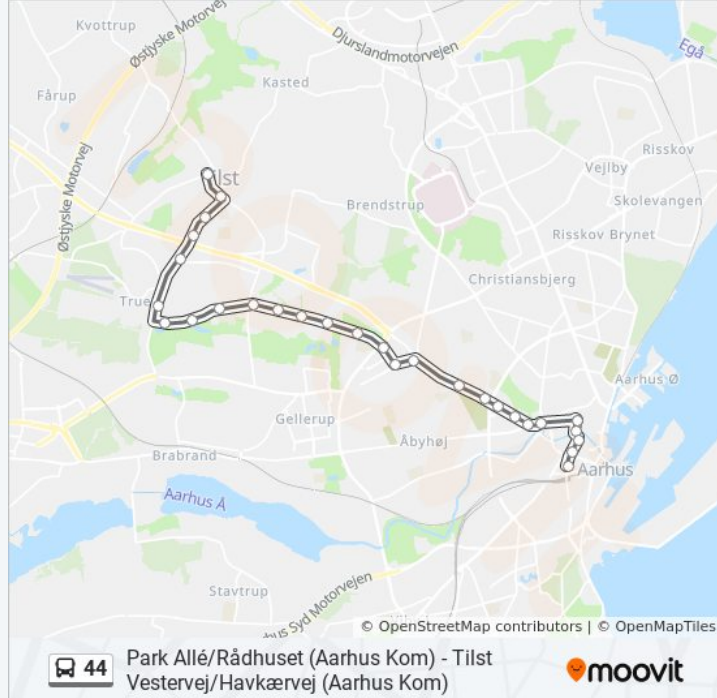 Kvottrup
Østjyske Motorvej
Djurslandmotorvejen
Egå
Kasted
Fårup
Risskov
Vejlby
Tilst
Skolevangen
Brendstrup
Østjyske Motorvej
Risskov Brynet
Christiansbjerg
True
Aarhus Ø
Gellerup
Åbyhøj
Brabrand
Aarhus
Aarhus Å
Stavtrup
hus Syd Motorvejen
© OpenStreetMap contributors | © OpenMapTiles
44
Park Allé/Rådhuset (Aarhus Kom) - Tilst
Vestervej/Havkærvej (Aarhus Kom)
moovit